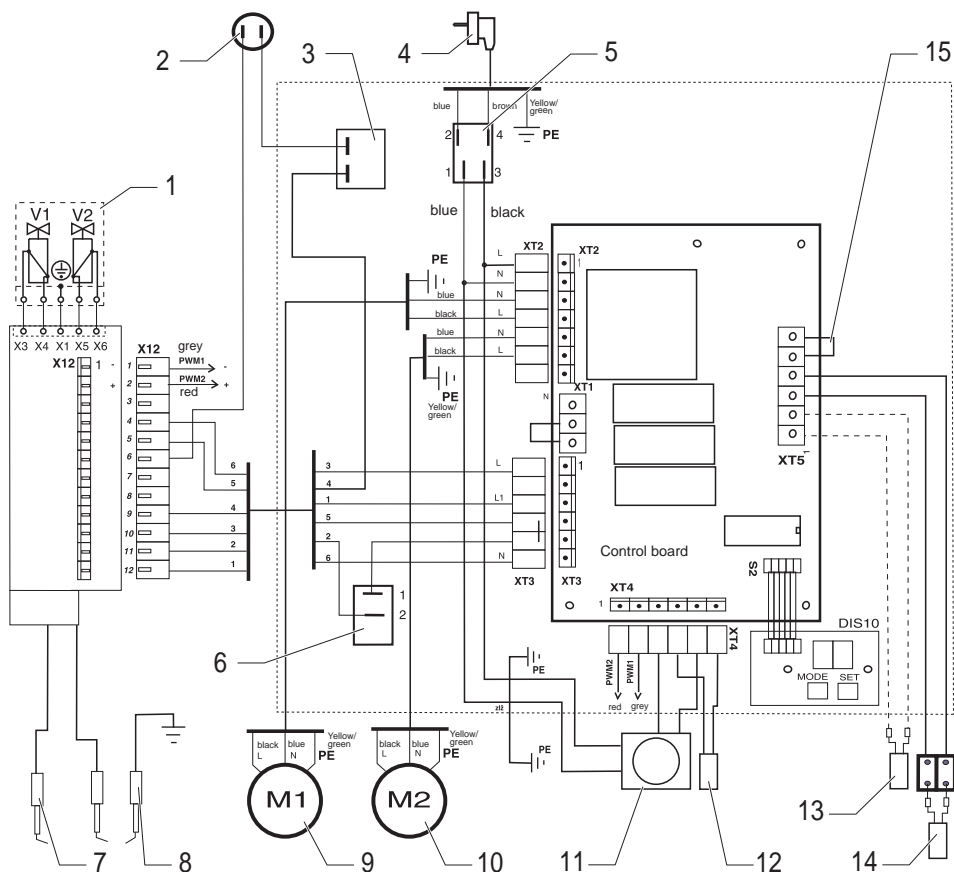 2
3
4
5
15
blue
brown
Yellow/
green
PE
2
4
1
3
blue
black
1
V1
V2
X3
X4
X1
X5
X6
X12
1
-
+
X12
grey
PWM1
-
PWM2
+
red
1
2
3
4
5
6
7
8
9
10
11
12
6
5
4
3
2
1
3
4
1
5
2
6
PE
blue
black
blue
black
PE
Yellow/
green
XT2
XT2
L
N
N
L
N
L
1
N
XT1
L
L1
N
XT3
XT3
1
XT5
1
Control board
S2
XT4
1
XT4
DIS10
MODE
SET
1
2
6
PWM2
PWM1
red
grey
PE
PE
żlż
black
L
blue
N
Yellow/
green
PE
black
L
blue
N
Yellow/
green
PE
M1
M2
7
8
9
10
11
12
13
14